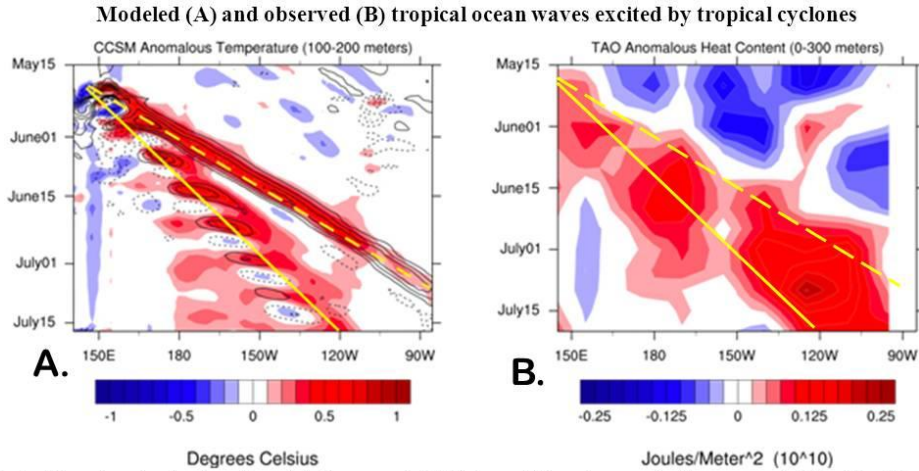 Modeled (A) and observed (B) tropical ocean waves excited by tropical cyclones
CCSM Anomalous Temperature (100-200 meters)
May15
June01
June15
July01
July15
150E 180 150W 120W 90W
A.
-1 -0.5 0 0.5 1
Degrees Celsius
TAO Anomalous Heat Content (0-300 meters)
May15
June01
June15
July01
July15
150E 180 150W 120W 90W
B.
-0.25 -0.125 0 0.125 0.25
Joules/Meter^2 (10^10)